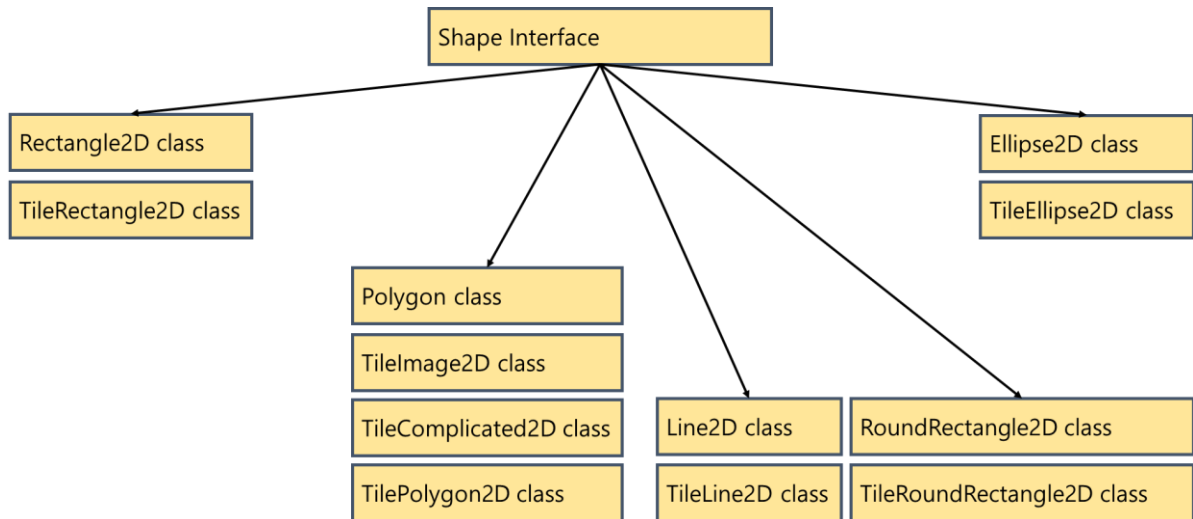 Shape Interface
Rectangle2D class
TileRectangle2D class
Ellipse2D class
TileEllipse2D class
Polygon class
TileImage2D class
TileComplicated2D class
TilePolygon2D class
Line2D class
TileLine2D class
RoundRectangle2D class
TileRoundRectangle2D class